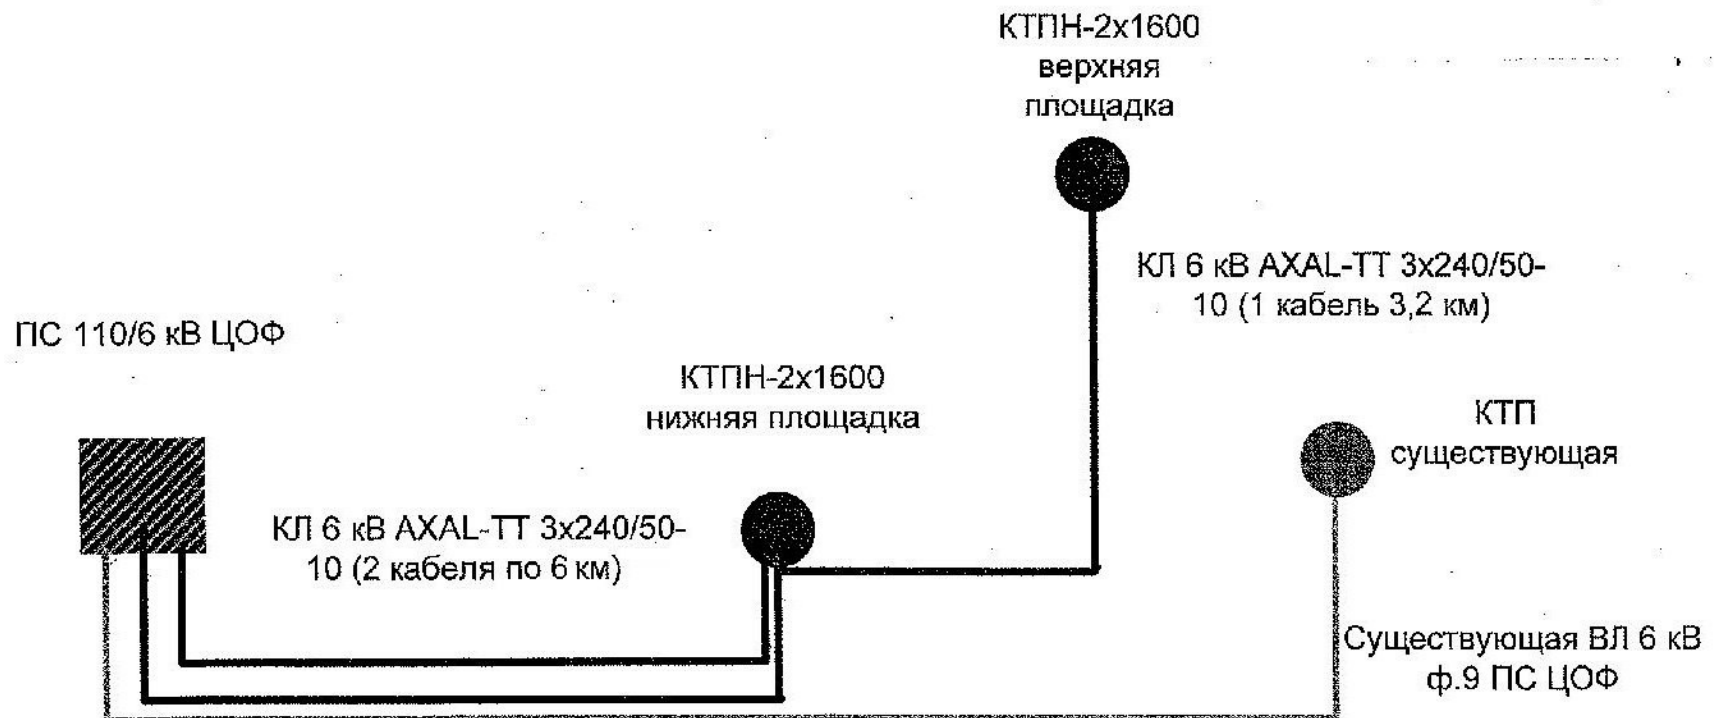 КТПН-2х1600
верхняя
площадка
КЛ 6 кВ AXAL-TT 3х240/50-
10 (1 кабель 3,2 км)
ПС 110/6 кВ ЦОФ
КТПН-2х1600
нижняя площадка
КТП
существующая
КЛ 6 кВ AXAL-TT 3х240/50-
10 (2 кабеля по 6 км)
Существующая ВЛ 6 кВ
ф.9 ПС ЦОФ